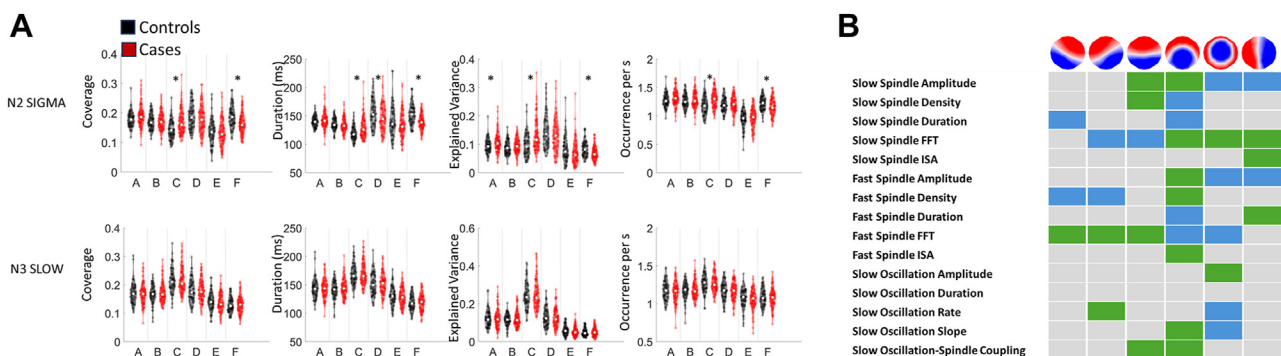 A
Controls
Cases
B
N2 SIGMA
Coverage
0.4
0.3
0.2
0.1
0
A B C D E F
* *
Duration (ms)
250
200
150
100
50
A B C D E F
* * *
Explained Variance
0.4
0.3
0.2
0.1
0
A B C D E F
* * *
Occurrence per s
2
1.5
1
0.5
0
A B C D E F
* *
N3 SLOW
Coverage
0.4
0.3
0.2
0.1
0
A B C D E F
Duration (ms)
250
200
150
100
50
A B C D E F
Explained Variance
0.6
0.4
0.2
0
A B C D E F
Occurrence per s
2
1.5
1
0.5
A B C D E F
Slow Spindle Amplitude
Slow Spindle Density
Slow Spindle Duration
Slow Spindle FFT
Slow Spindle ISA
Fast Spindle Amplitude
Fast Spindle Density
Fast Spindle Duration
Fast Spindle FFT
Fast Spindle ISA
Slow Oscillation Amplitude
Slow Oscillation Duration
Slow Oscillation Rate
Slow Oscillation Slope
Slow Oscillation-Spindle Coupling